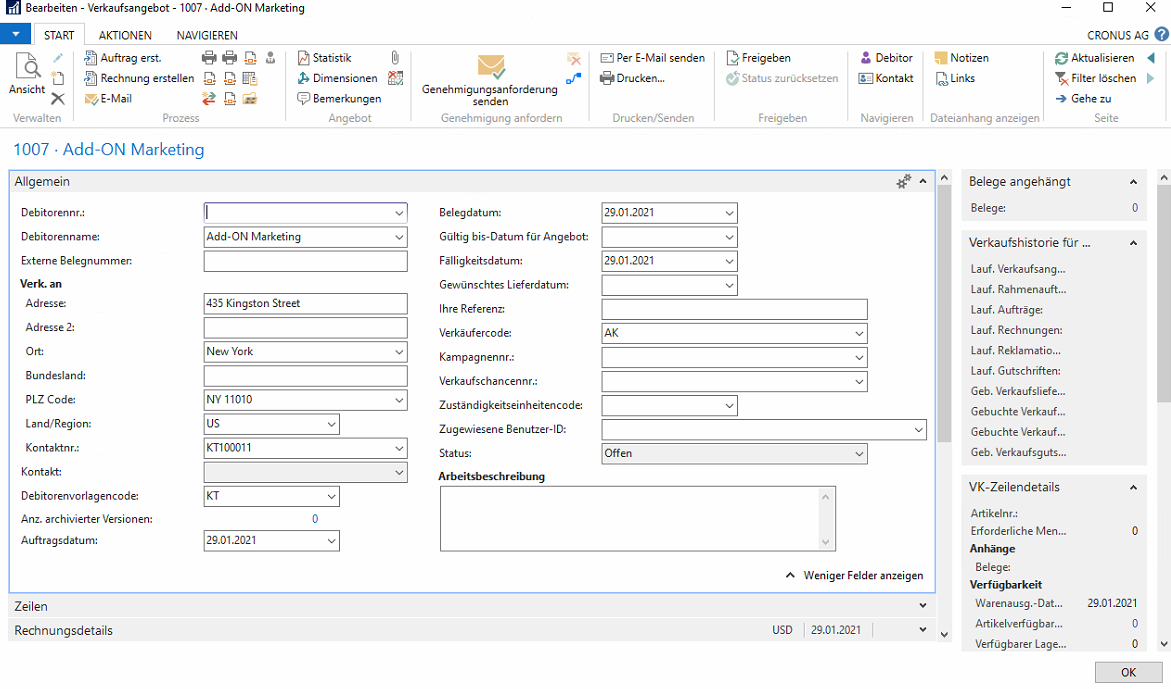 Bearbeiten - Verkaufsangebot - 1007 · Add-ON Marketing
START AKTIONEN NAVIGIEREN CRONUS AG ?
Ansicht
Verwalten
Auftrag erst.
Rechnung erstellen
E-Mail
Prozess
Statistik
Dimensionen
Bemerkungen
Angebot
Genehmigungsanforderung
senden
Genehmigung anfordern
Per E-Mail senden
Drucken...
Drucken/Senden
Freigeben
Status zurücksetzen
Freigeben
Debitor
Kontakt
Navigieren
Notizen
Links
Dateianhang anzeigen
Aktualisieren
Filter löschen
Gehe zu
Seite
1007 · Add-ON Marketing
Allgemein
Debitorennr.:
Debitorenname: Add-ON Marketing
Externe Belegnummer:
Verk. an
Adresse: 435 Kingston Street
Adresse 2:
Ort: New York
Bundesland:
PLZ Code: NY 11010
Land/Region: US
Kontaktnr.: KT100011
Kontakt:
Debitorenvorlagencode: KT
Anz. archivierter Versionen: 0
Auftragsdatum: 29.01.2021
Belegdatum: 29.01.2021
Gültig bis-Datum für Angebot:
Fälligkeitsdatum: 29.01.2021
Gewünschtes Lieferdatum:
Ihre Referenz:
Verkäufercode: AK
Kampagnennr.:
Verkaufschancennr.:
Zuständigkeitseinheitencode:
Zugewiesene Benutzer-ID:
Status: Offen
Arbeitsbeschreibung
Weniger Felder anzeigen
Zeilen
Rechnungsdetails USD 29.01.2021
Belege angehängt
Belege: 0
Verkaufshistorie für ...
Lauf. Verkaufsang...
Lauf. Rahmenauft...
Lauf. Aufträge:
Lauf. Rechnungen:
Lauf. Reklamatio...
Lauf. Gutschriften:
Geb. Verkaufsliefe...
Gebuchte Verkauf...
Gebuchte Verkauf...
Geb. Verkaufsguts...
VK-Zeilendetails
Artikelnr.:
Erforderliche Men... 0
Anhänge
Belege:
Verfügbarkeit
Warenausg.-Dat... 29.01.2021
Artikelverfügbar... 0
Verfügbarer Lage... 0
OK